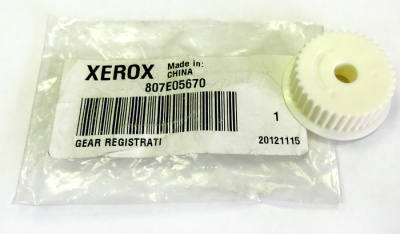 XEROX Made in:
CHINA
807E05670
1
GEAR REGISTRATI 20121115